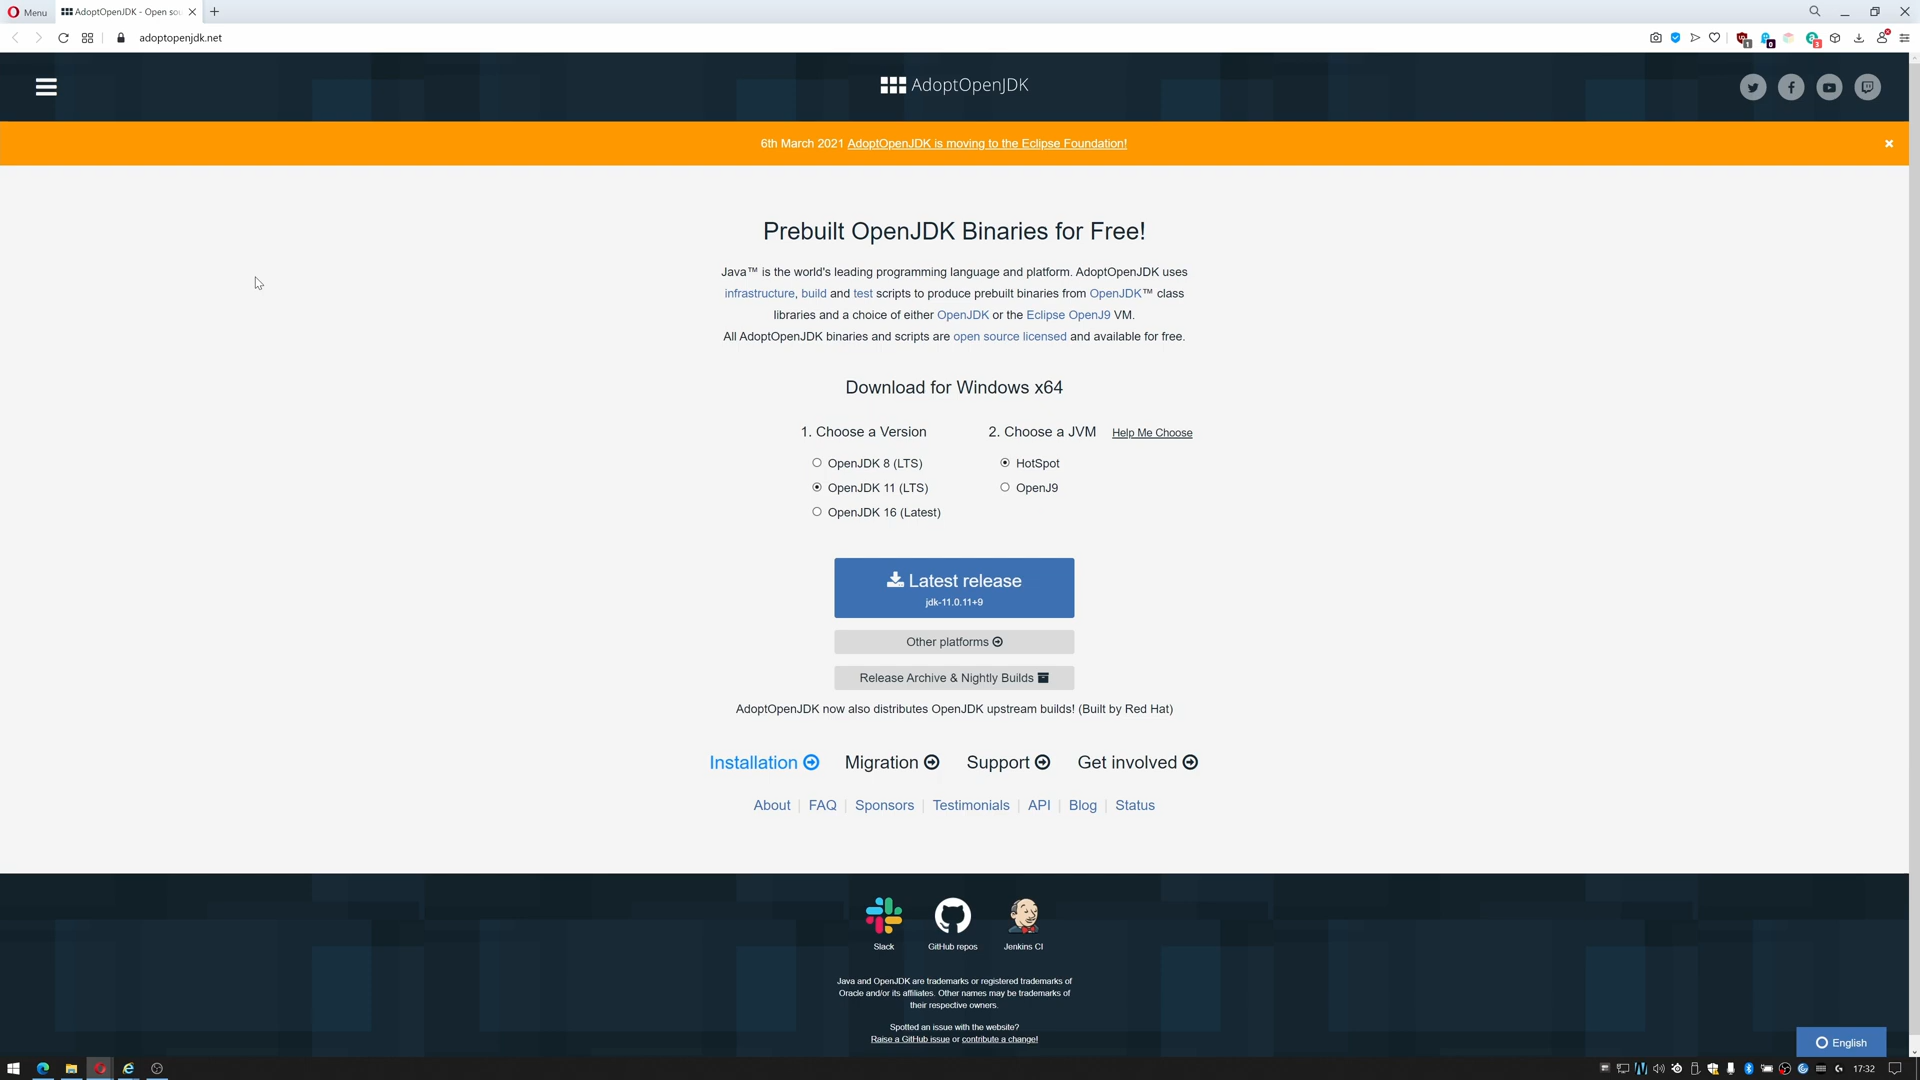 Menu
AdoptOpenJDK - Open sou
adoptopenjdk.net
1
0
2
AdoptOpenJDK
6th March 2021 AdoptOpenJDK is moving to the Eclipse Foundation!
Prebuilt OpenJDK Binaries for Free!
Java™ is the world's leading programming language and platform. AdoptOpenJDK uses
infrastructure, build and test scripts to produce prebuilt binaries from OpenJDK™ class
libraries and a choice of either OpenJDK or the Eclipse OpenJ9 VM.
All AdoptOpenJDK binaries and scripts are open source licensed and available for free.
Download for Windows x64
1. Choose a Version
2. Choose a JVM Help Me Choose
OpenJDK 8 (LTS)
HotSpot
OpenJDK 11 (LTS)
OpenJ9
OpenJDK 16 (Latest)
Latest release
jdk-11.0.11+9
Other platforms
Release Archive & Nightly Builds
AdoptOpenJDK now also distributes OpenJDK upstream builds! (Built by Red Hat)
Installation Migration Support Get involved
About FAQ Sponsors Testimonials API Blog Status
Slack GitHub repos Jenkins CI
Java and OpenJDK are trademarks or registered trademarks of
Oracle and/or its affiliates. Other names may be trademarks of
their respective owners.
Spotted an issue with the website?
Raise a GitHub issue or contribute a change!
English
17:32